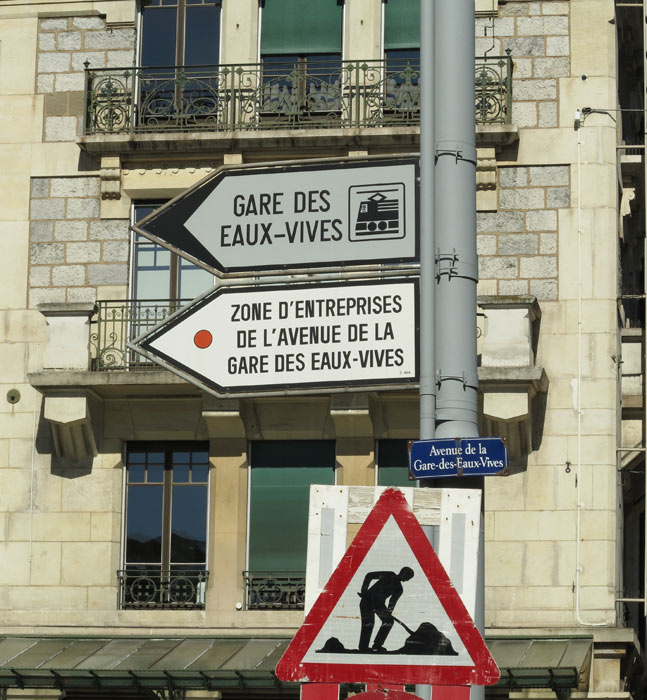 GARE DES
EAUX-VIVES
ZONE D'ENTREPRISES
DE L'AVENUE DE LA
GARE DES EAUX-VIVES
Avenue de la
Gare-des-Eaux-Vives